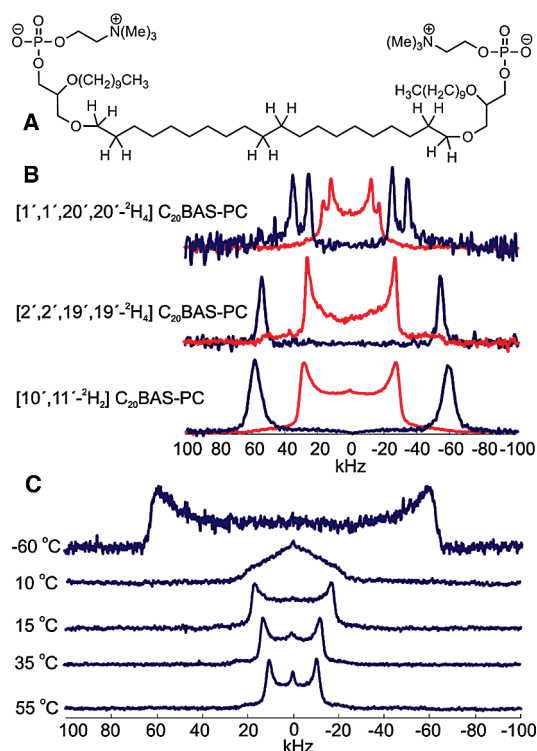 O
⊖O P O N(Me)3 ⊕
O
O(CH2)9CH3
O
H H
H H
A
H H
H H
H H
H H
O
H3C(H2C)9O
O
(Me)3N ⊕ O P O⊖
O
B
[1´,1´,20´,20´-²H4] C20BAS-PC
[2´,2´,19´,19´-²H4] C20BAS-PC
[10´,11´-²H2] C20BAS-PC
100 80 60 40 20 0 -20 -40 -60 -80 -100
kHz
C
-60 °C
10 °C
15 °C
35 °C
55 °C
100 80 60 40 20 0 -20 -40 -60 -80 -100
kHz